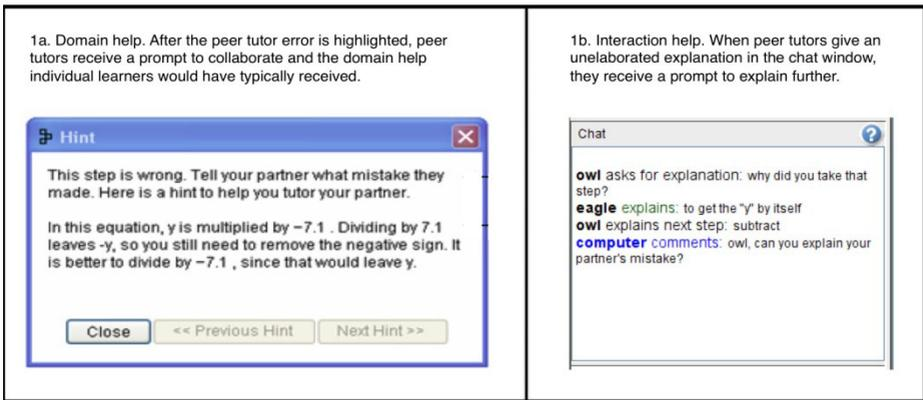 1a. Domain help. After the peer tutor error is highlighted, peer
tutors receive a prompt to collaborate and the domain help
individual learners would have typically received.
Hint
This step is wrong. Tell your partner what mistake they
made. Here is a hint to help you tutor your partner.
In this equation, y is multiplied by −7.1 . Dividing by 7.1
leaves -y, so you still need to remove the negative sign. It
is better to divide by −7.1 , since that would leave y.
Close
<< Previous Hint
Next Hint >>
1b. Interaction help. When peer tutors give an
unelaborated explanation in the chat window,
they receive a prompt to explain further.
Chat
?
owl asks for explanation: why did you take that
step?
eagle explains: to get the "y" by itself
owl explains next step: subtract
computer comments: owl, can you explain your
partner's mistake?